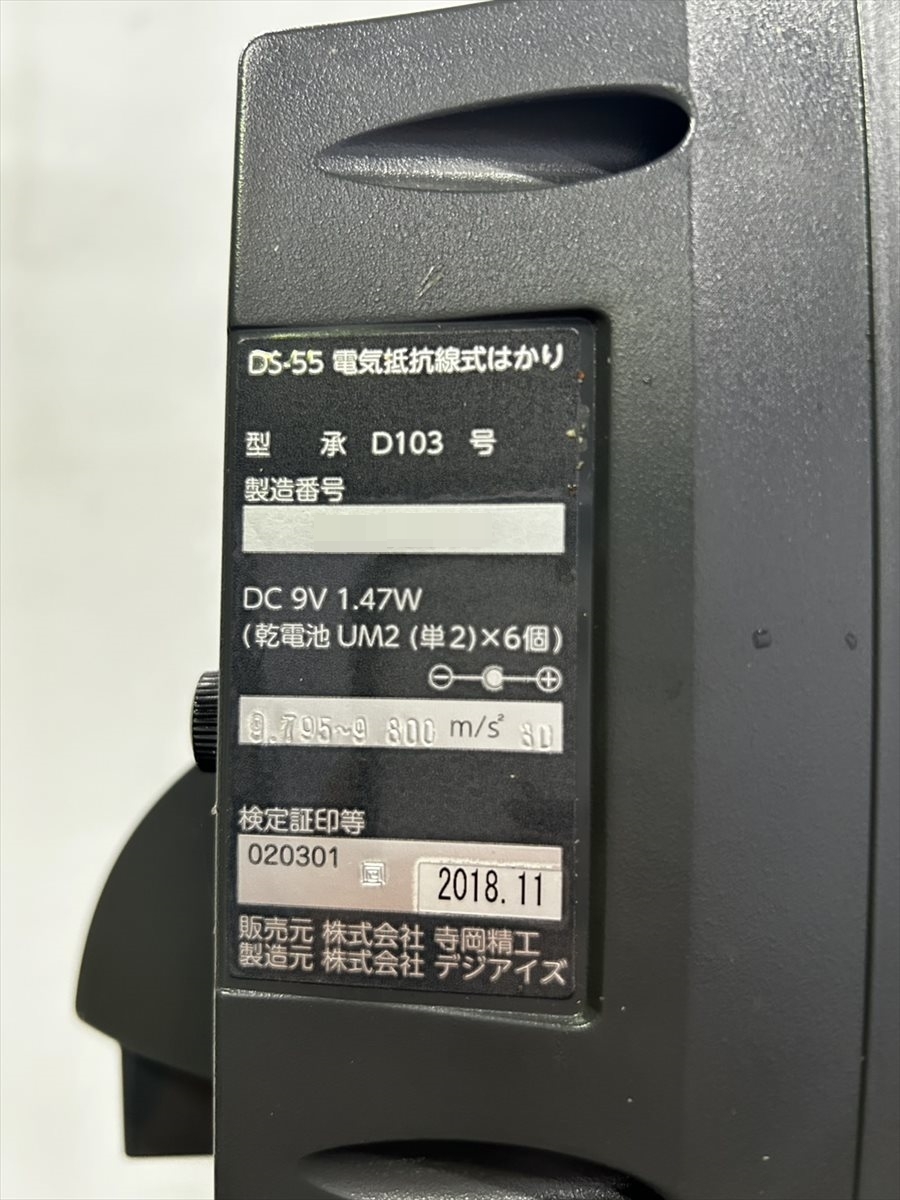 DS-55 電気抵抗線式はかり
型 承 D103 号
製造番号
DC 9V 1.47W
(乾電池 UM2 (単2)×6個)
⊖ ⊕
9.795~9.800 m/s²
検定証印等
020301
2018.11
販売元 株式会社 寺岡精工
製造元 株式会社 デジアイズ